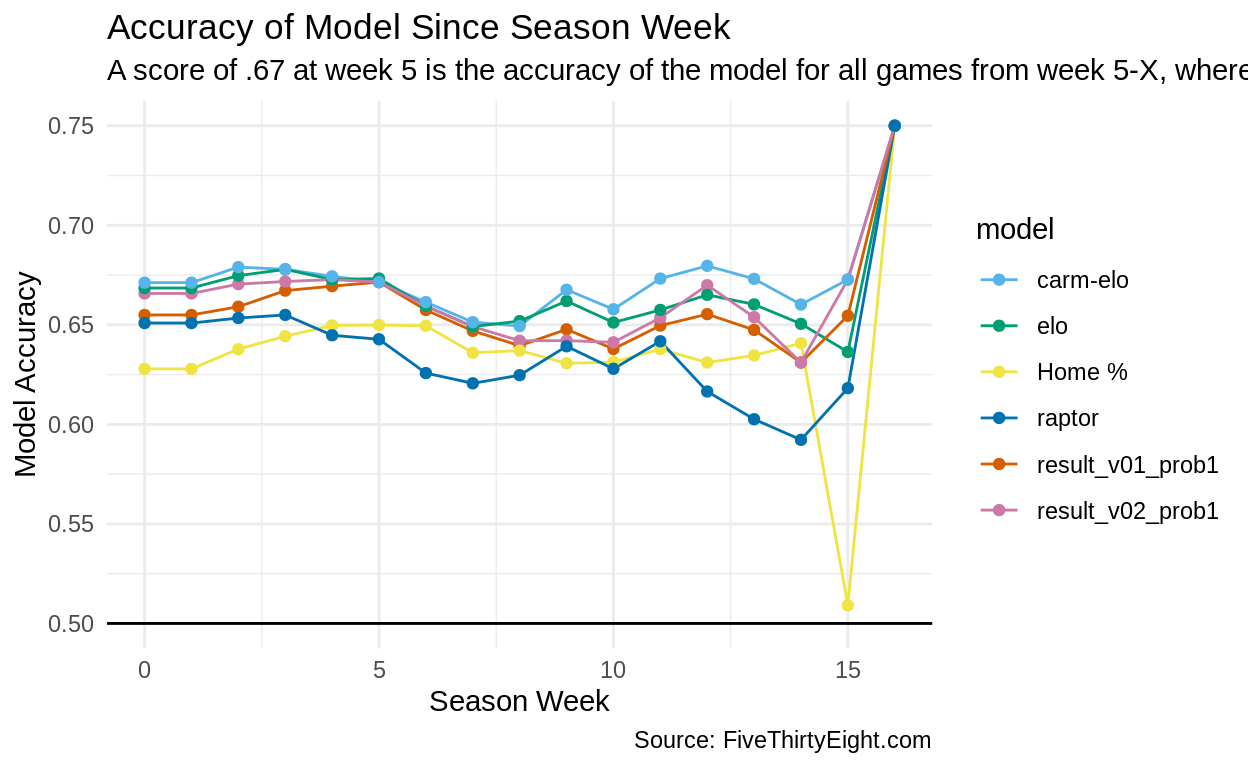 Accuracy of Model Since Season Week
A score of .67 at week 5 is the accuracy of the model for all games from week 5-X, where
Model Accuracy
0.75
0.70
0.65
0.60
0.55
0.50
0 5 10 15
Season Week
model
carm-elo
elo
Home %
raptor
result_v01_prob1
result_v02_prob1
Source: FiveThirtyEight.com